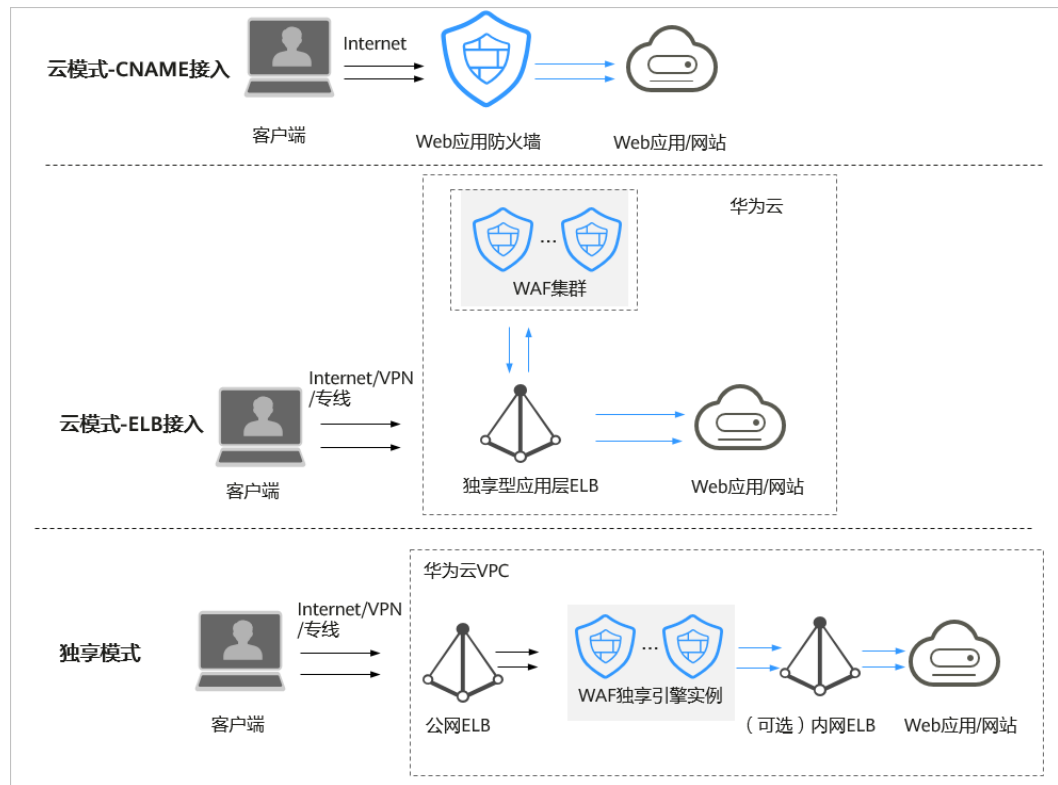 云模式-CNAME接入
Internet
客户端
Web应用防火墙
Web应用/网站
华为云
...
WAF集群
云模式-ELB接入
Internet/VPN
/专线
客户端
独享型应用层ELB
Web应用/网站
华为云VPC
独享模式
Internet/VPN
/专线
客户端
公网ELB
...
WAF独享引擎实例
（可选）内网ELB
Web应用/网站